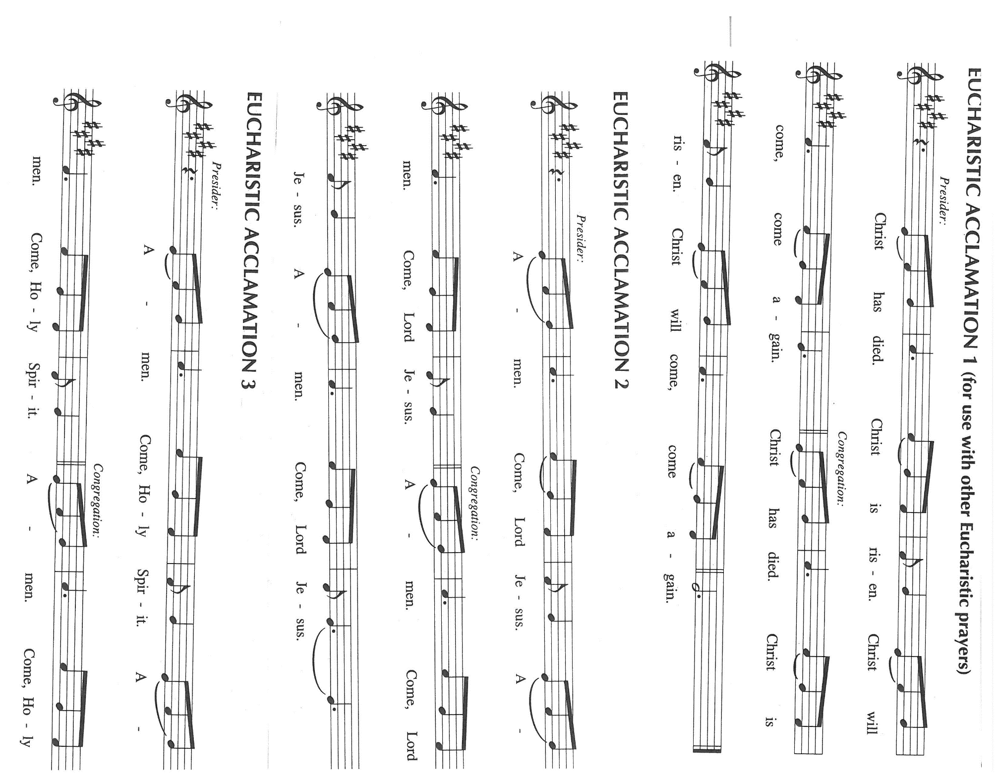 EUCHARISTIC ACCLAMATION 1 (for use with other Eucharistic prayers)
Presider:
Christ has died. Christ is ris - en. Christ will
Congregation:
come, come a - gain. Christ has died. Christ is
ris - en. Christ will come, come a - gain.
EUCHARISTIC ACCLAMATION 2
Presider:
A - men. Come, Lord Je - sus. A -
Congregation:
men. Come, Lord Je - sus. A - men. Come, Lord
Je - sus. A - men. Come, Lord Je - sus.
EUCHARISTIC ACCLAMATION 3
Presider:
A - men. Come, Ho - ly Spir - it. A -
Congregation:
men. Come, Ho - ly Spir - it. A - men. Come, Ho - ly